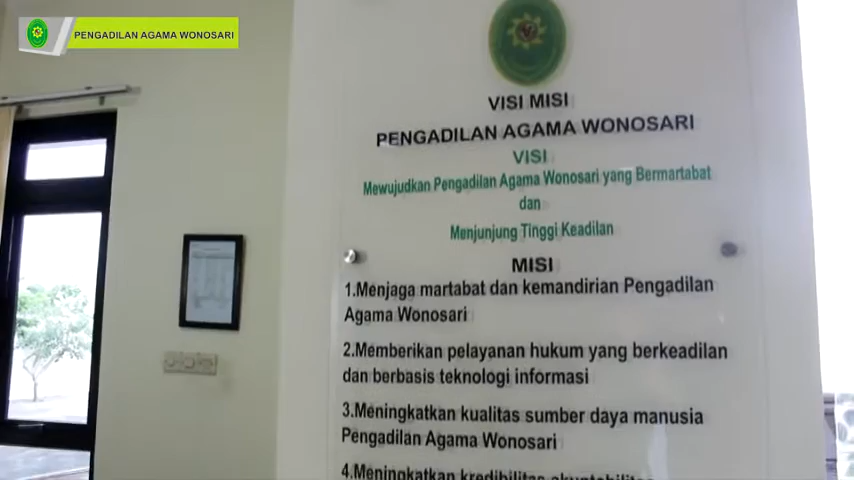 PENGADILAN AGAMA WONOSARI
VISI MISI
PENGADILAN AGAMA WONOSARI
VISI
Mewujudkan Pengadilan Agama Wonosari yang Bermartabat
dan
Menjunjung Tinggi Keadilan
MISI
1.Menjaga martabat dan KEMANDIRIAN Pengadilan
Agama Wonosari
2.MEMBERIKAN PELAYANAN HUKUM YANG BERKEADILAN
dan BERBASIS TEKNOLOGI INFORMASI
3.MENINGKATKAN KUALITAS SUMBER DAYA MANUSIA
PENGADILAN AGAMA WONOSARI
4.MENINGKATKAN KREDIBILITAS